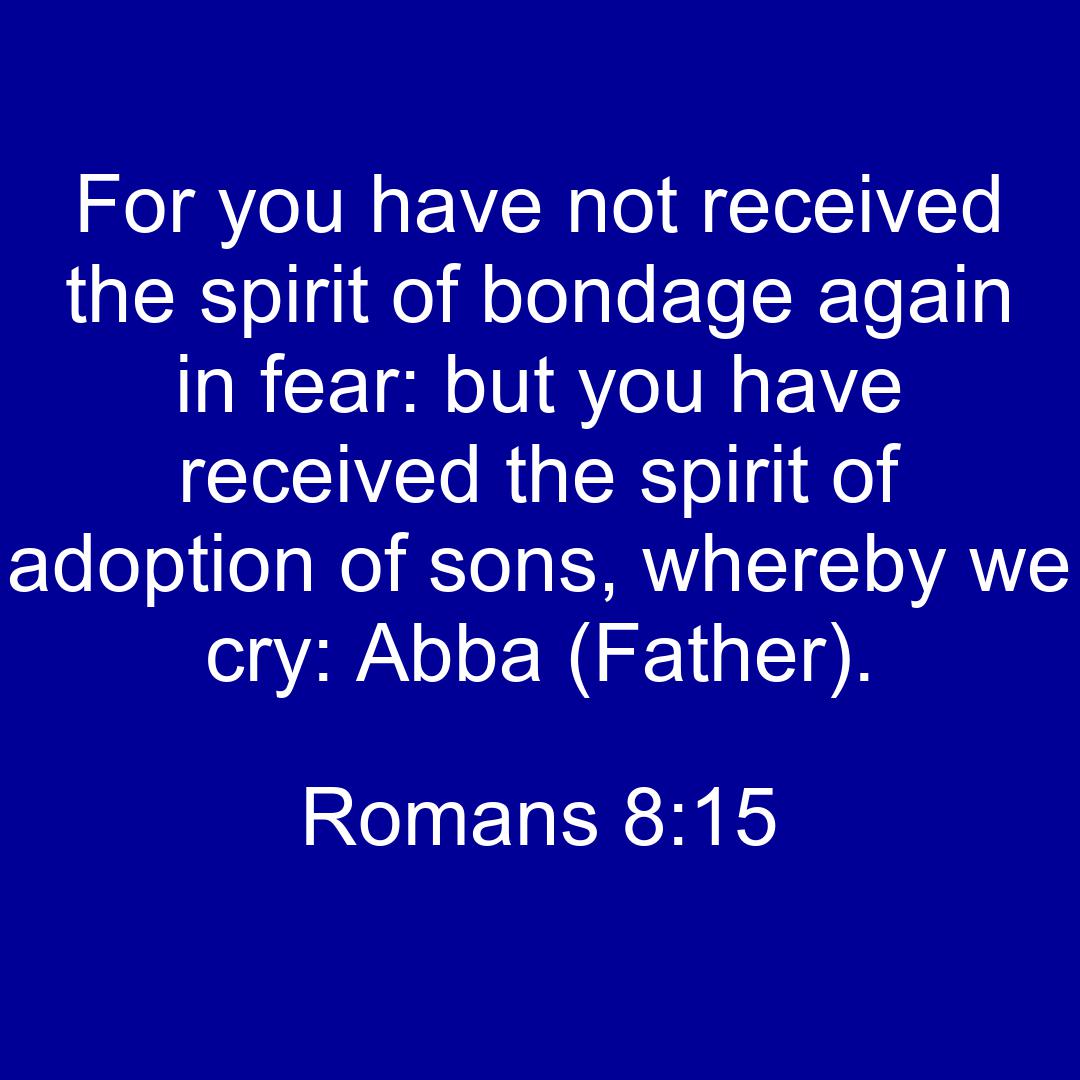 For you have not received
the spirit of bondage again
in fear: but you have
received the spirit of
adoption of sons, whereby we
cry: Abba (Father).
Romans 8:15